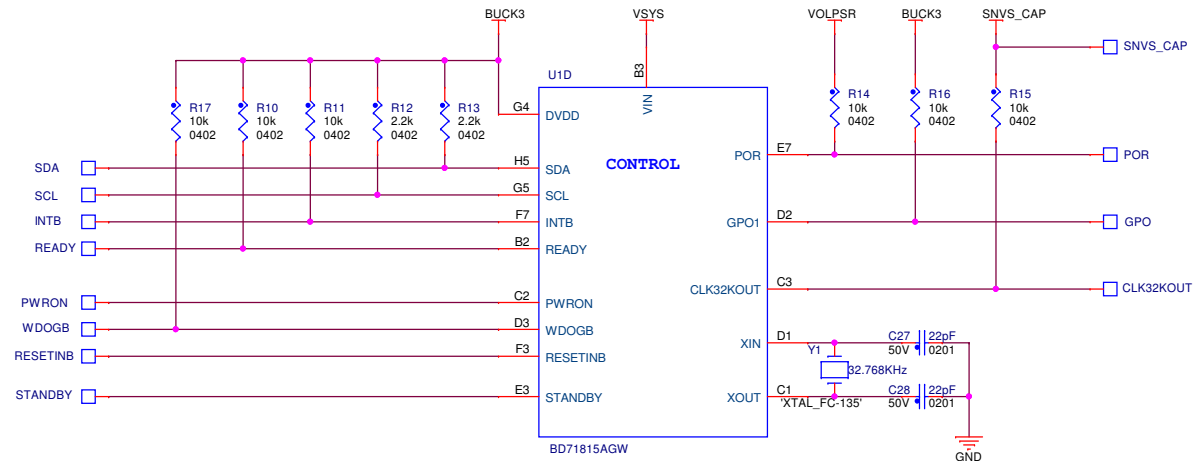 BUCK3
VSYS
VOLPSR
BUCK3
SNVS_CAP
SNVS_CAP
U1D
B3
VIN
R17
10k
0402
R10
10k
0402
R11
10k
0402
R12
2.2k
0402
R13
2.2k
0402
G4
DVDD
R14
10k
0402
R16
10k
0402
R15
10k
0402
CONTROL
SDA
H5
SDA
POR
E7
POR
SCL
G5
SCL
INTB
F7
INTB
GPO1
D2
GPO
READY
B2
READY
PWRON
C2
PWRON
CLK32KOUT
C3
CLK32KOUT
WDOGB
D3
WDOGB
RESETINB
F3
RESETINB
XIN
D1
Y1
32.768KHz
C27
22pF
50V
0201
STANDBY
E3
STANDBY
XOUT
C1
'XTAL_FC-135'
C28
22pF
50V
0201
BD71815AGW
GND